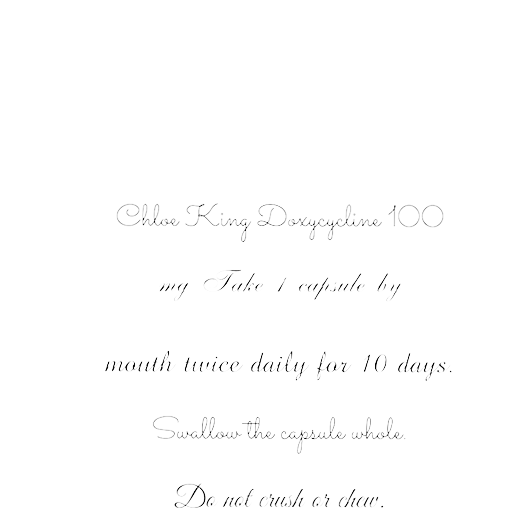 Chloe King Doxycycline 100
mg Take 1 capsule by
mouth twice daily for 10 days.
Swallow the capsule whole.
Do not crush or chew.